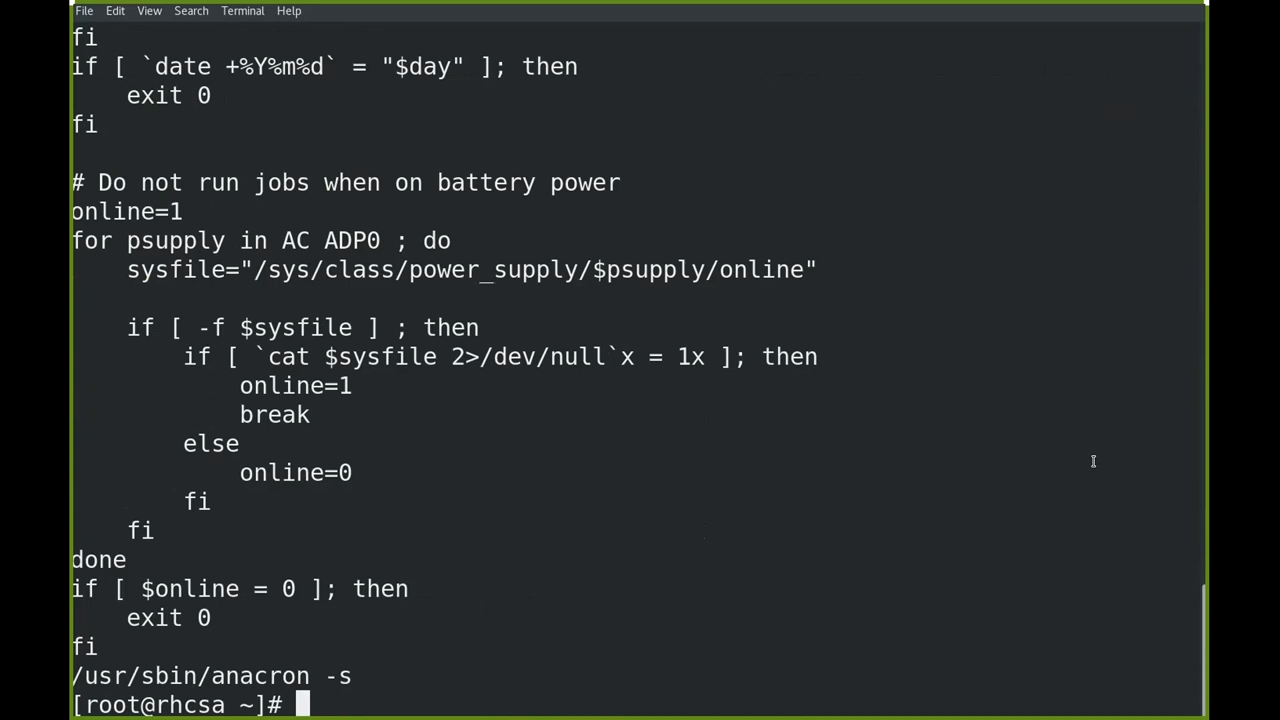 File Edit View Search Terminal Help
fi
if [ `date +%Y%m%d` = "$day" ]; then
    exit 0
fi

# Do not run jobs when on battery power
online=1
for psupply in AC ADP0 ; do
    sysfile="/sys/class/power_supply/$psupply/online"

    if [ -f $sysfile ] ; then
        if [ `cat $sysfile 2>/dev/null`x = 1x ]; then
            online=1
            break
        else
            online=0
        fi
    fi
done
if [ $online = 0 ]; then
    exit 0
fi
/usr/sbin/anacron -s
[root@rhcsa ~]#